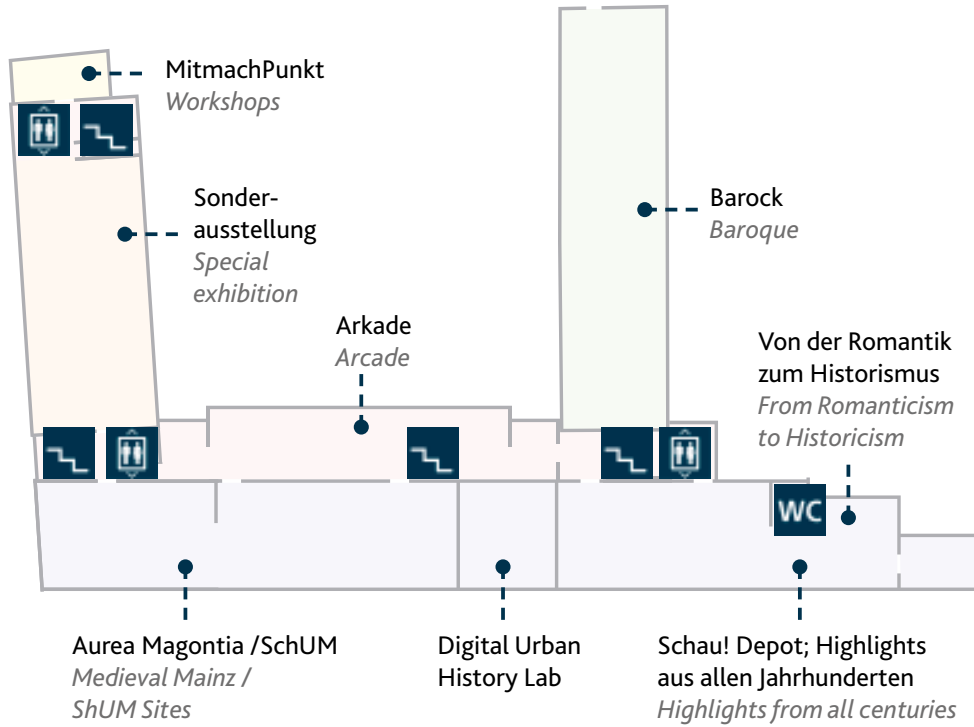 MitmachPunkt
Workshops
Sonder-
ausstellung
Special
exhibition
Barock
Baroque
Arkade
Arcade
Von der Romantik
zum Historismus
From Romanticism
to Historicism
WC
Aurea Magontia /SchUM
Medieval Mainz /
ShUM Sites
Digital Urban
History Lab
Schau! Depot; Highlights
aus allen Jahrhunderten
Highlights from all centuries